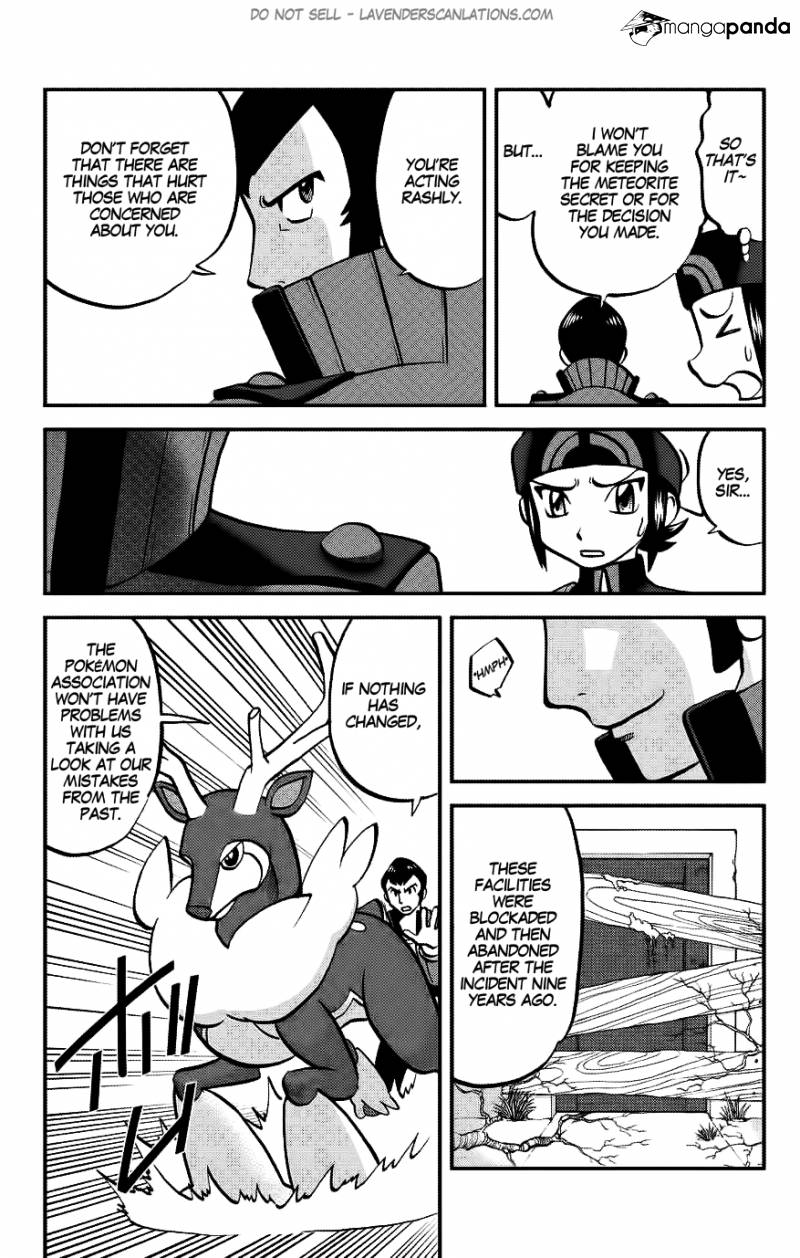 DO NOT SELL - LAVENDERSCANLATIONS.COM
mangapanda
SO
THAT'S
IT~
I WON'T
BLAME YOU
FOR KEEPING
THE METEORITE
SECRET OR FOR
THE DECISION
YOU MADE.
BUT...
YOU'RE
ACTING
RASHLY.
DON'T FORGET
THAT THERE ARE
THINGS THAT HURT
THOSE WHO ARE
CONCERNED
ABOUT YOU.
YES,
SIR...
*HMPH*
THESE
FACILITIES
WERE
BLOCKADED
AND THEN
ABANDONED
AFTER THE
INCIDENT NINE
YEARS AGO.
IF NOTHING
HAS
CHANGED,
THE
POKéMON
ASSOCIATION
WON'T HAVE
PROBLEMS
WITH US
TAKING A
LOOK AT OUR
MISTAKES
FROM THE
PAST.